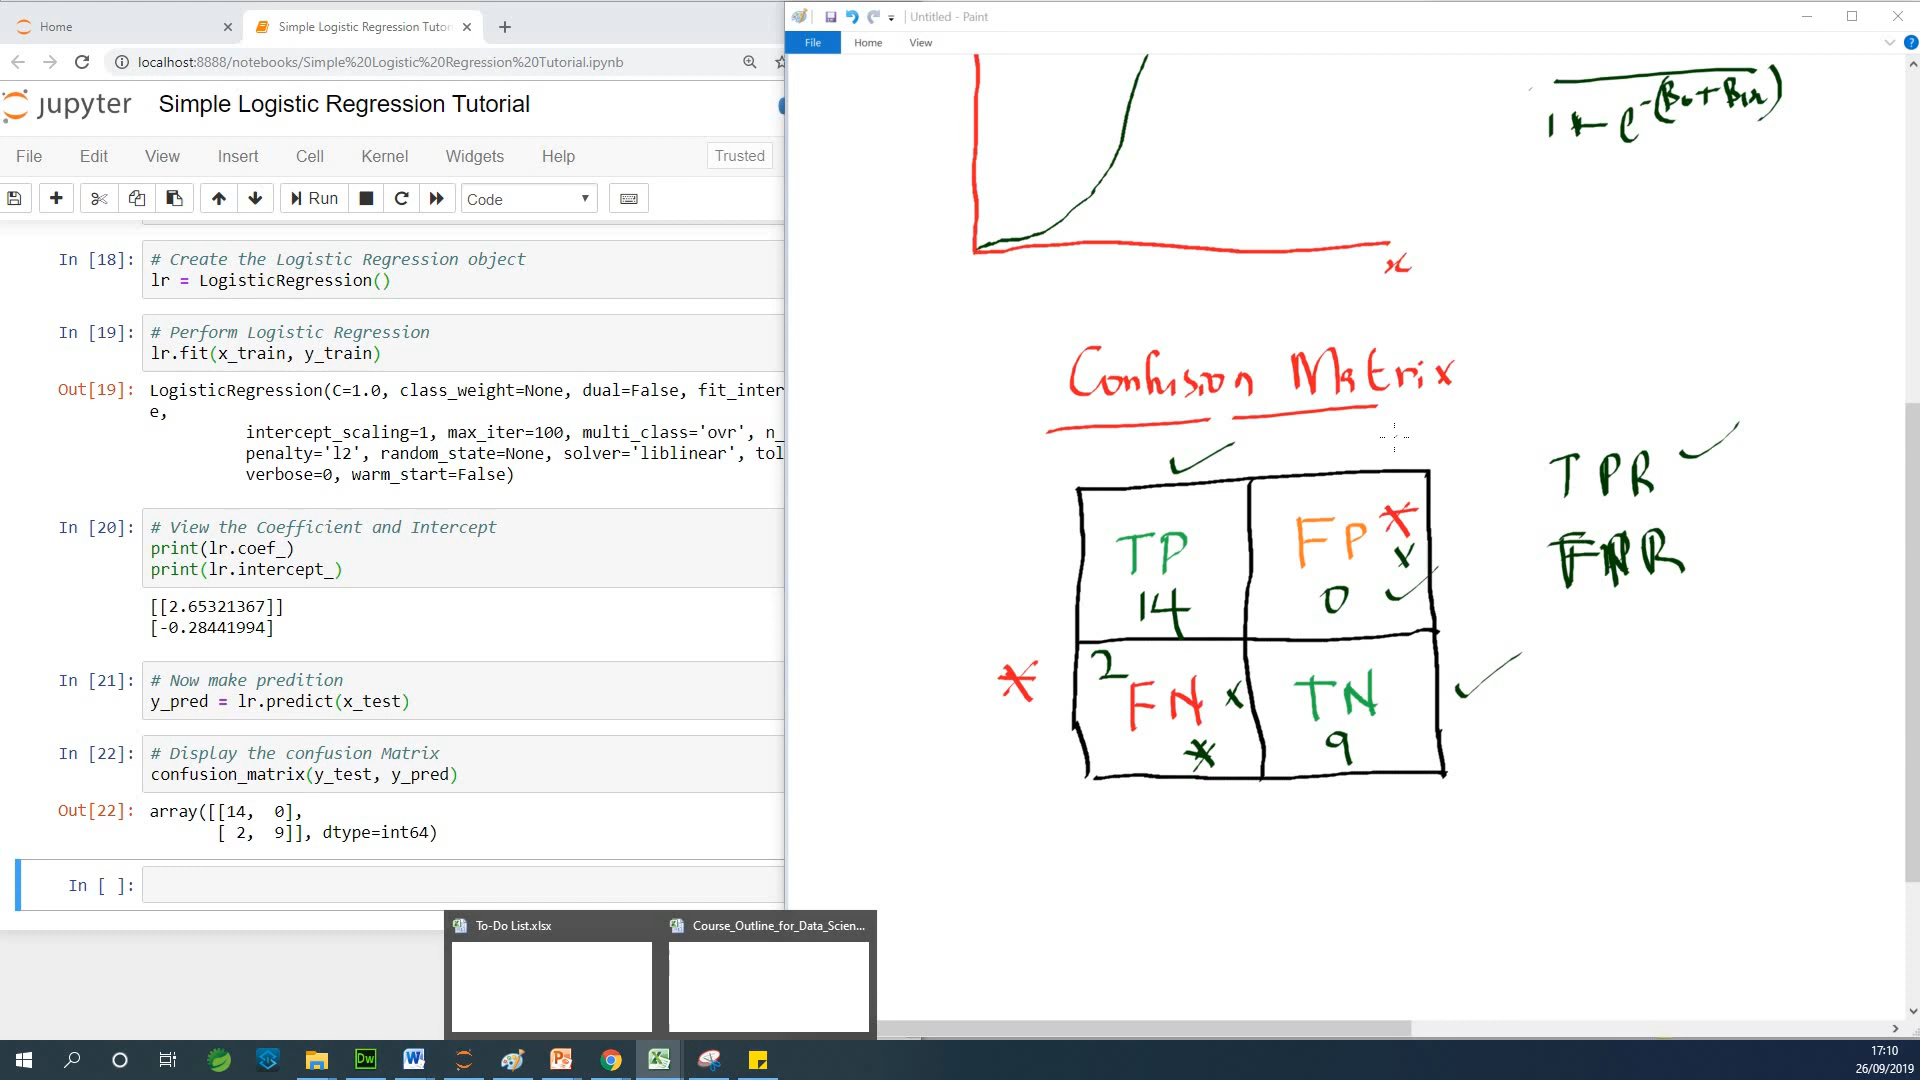 Home
Simple Logistic Regression Tutor
localhost:8888/notebooks/Simple%20Logistic%20Regression%20Tutorial.ipynb
jupyter Simple Logistic Regression Tutorial
File Edit View Insert Cell Kernel Widgets Help Trusted
Run Code
In [18]: # Create the Logistic Regression object
lr = LogisticRegression()
In [19]: # Perform Logistic Regression
lr.fit(x_train, y_train)
Out[19]: LogisticRegression(C=1.0, class_weight=None, dual=False, fit_inter
e,
intercept_scaling=1, max_iter=100, multi_class='ovr', n_
penalty='l2', random_state=None, solver='liblinear', tol
verbose=0, warm_start=False)
In [20]: # View the Coefficient and Intercept
print(lr.coef_)
print(lr.intercept_)
[[2.65321367]]
[-0.28441994]
In [21]: # Now make predition
y_pred = lr.predict(x_test)
In [22]: # Display the confusion Matrix
confusion_matrix(y_test, y_pred)
Out[22]: array([[14, 0],
[ 2, 9]], dtype=int64)
In [ ]:
Untitled - Paint
File Home View
x
Confusion Matrix
TP
14
FP
0
2
FN
TN
9
TPR
To-Do List.xlsx
Course_Outline_for_Data_Scien...
Dw
17:10
26/09/2019